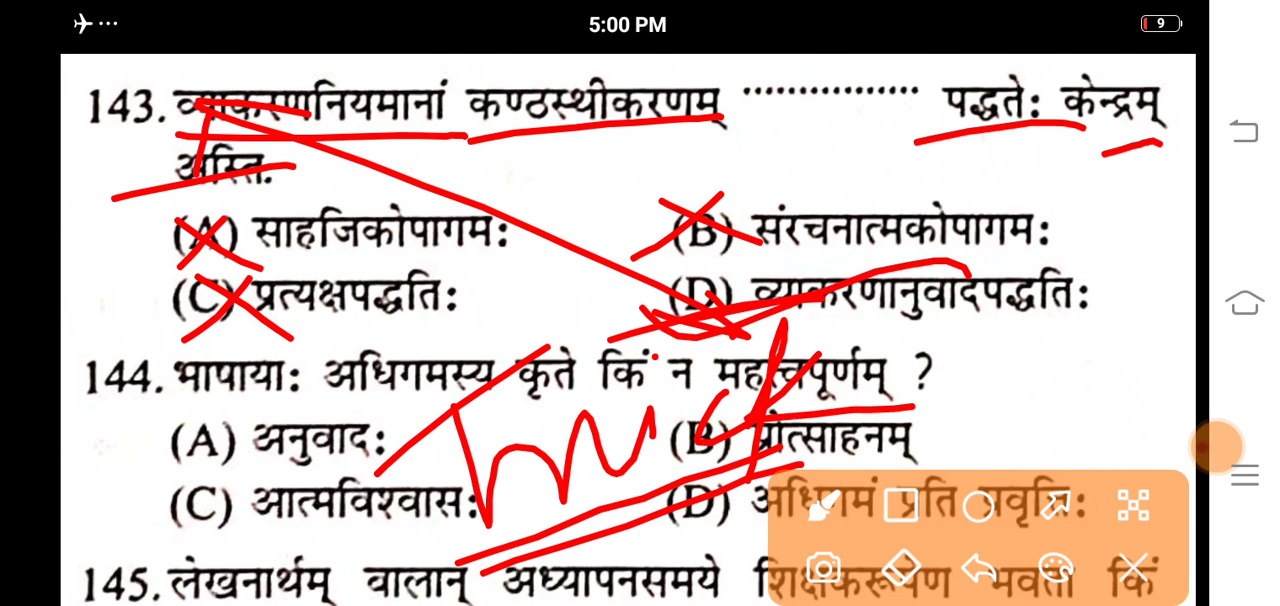 5:00 PM
9
143. व्याकरणनियमानां कण्ठस्थीकरणम् ................ पद्धतेः केन्द्रम्
अस्ति.
(A) साहजिकोपागमः (B) संरचनात्मकोपागमः
(C) प्रत्यक्षपद्धतिः (D) व्याकरणानुवादपद्धतिः
144. भाषायाः अधिगमस्य कृते किं न महत्त्वपूर्णम् ?
(A) अनुवादः (B) प्रोत्साहनम्
(C) आत्मविश्वासः (D) अधिगमं प्रति प्रवृत्तिः
145. लेखनार्थम् वालान् अध्यापनसमये शिक्षकरूपेण भवता किं